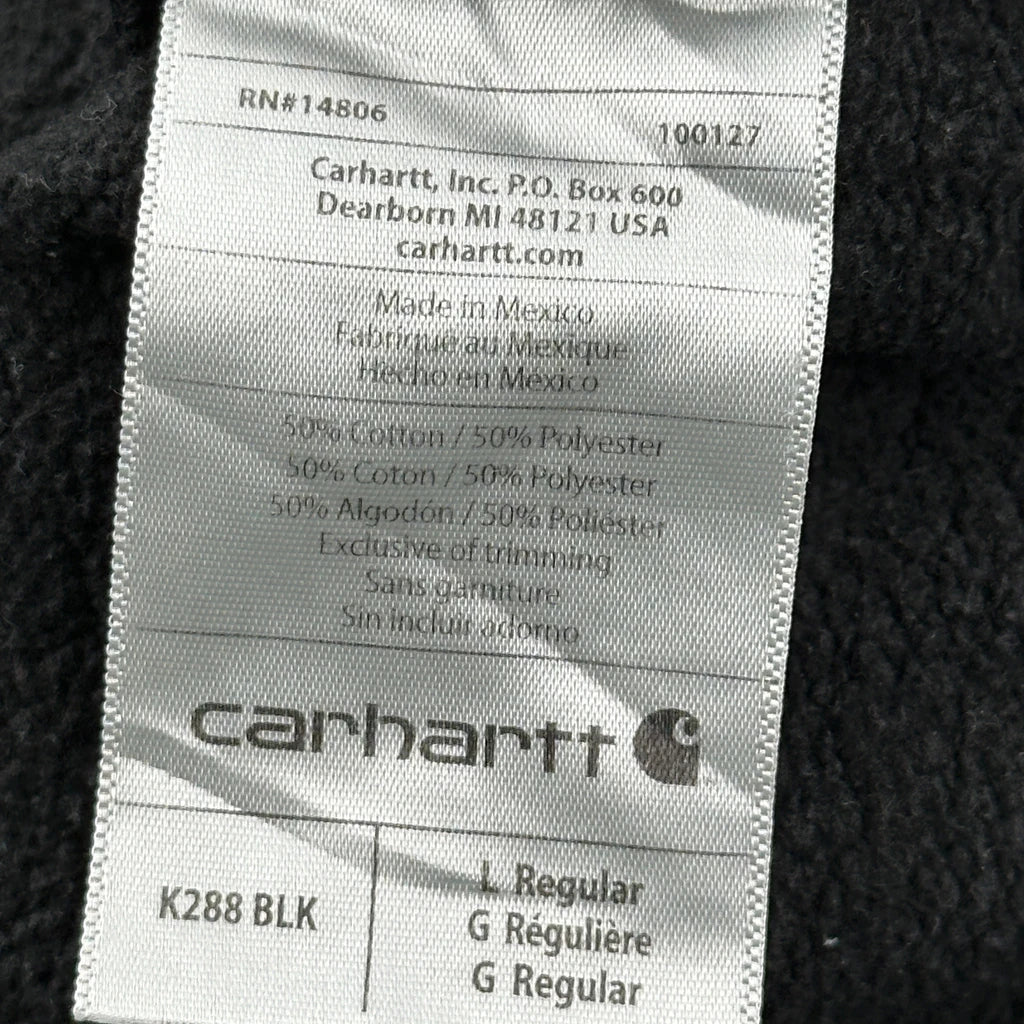 RN#14806 100127
Carhartt, Inc. P.O. Box 600
Dearborn MI 48121 USA
carhartt.com
Made in Mexico
Fabrique au Mexique
Hecho en Mexico
50% Cotton / 50% Polyester
50% Coton / 50% Polyester
50% Algodón / 50% Poliéster
Exclusive of trimming
Sans garniture
Sin incluir adorno
carhartt
K288 BLK
L Regular
G Régulière
G Regular